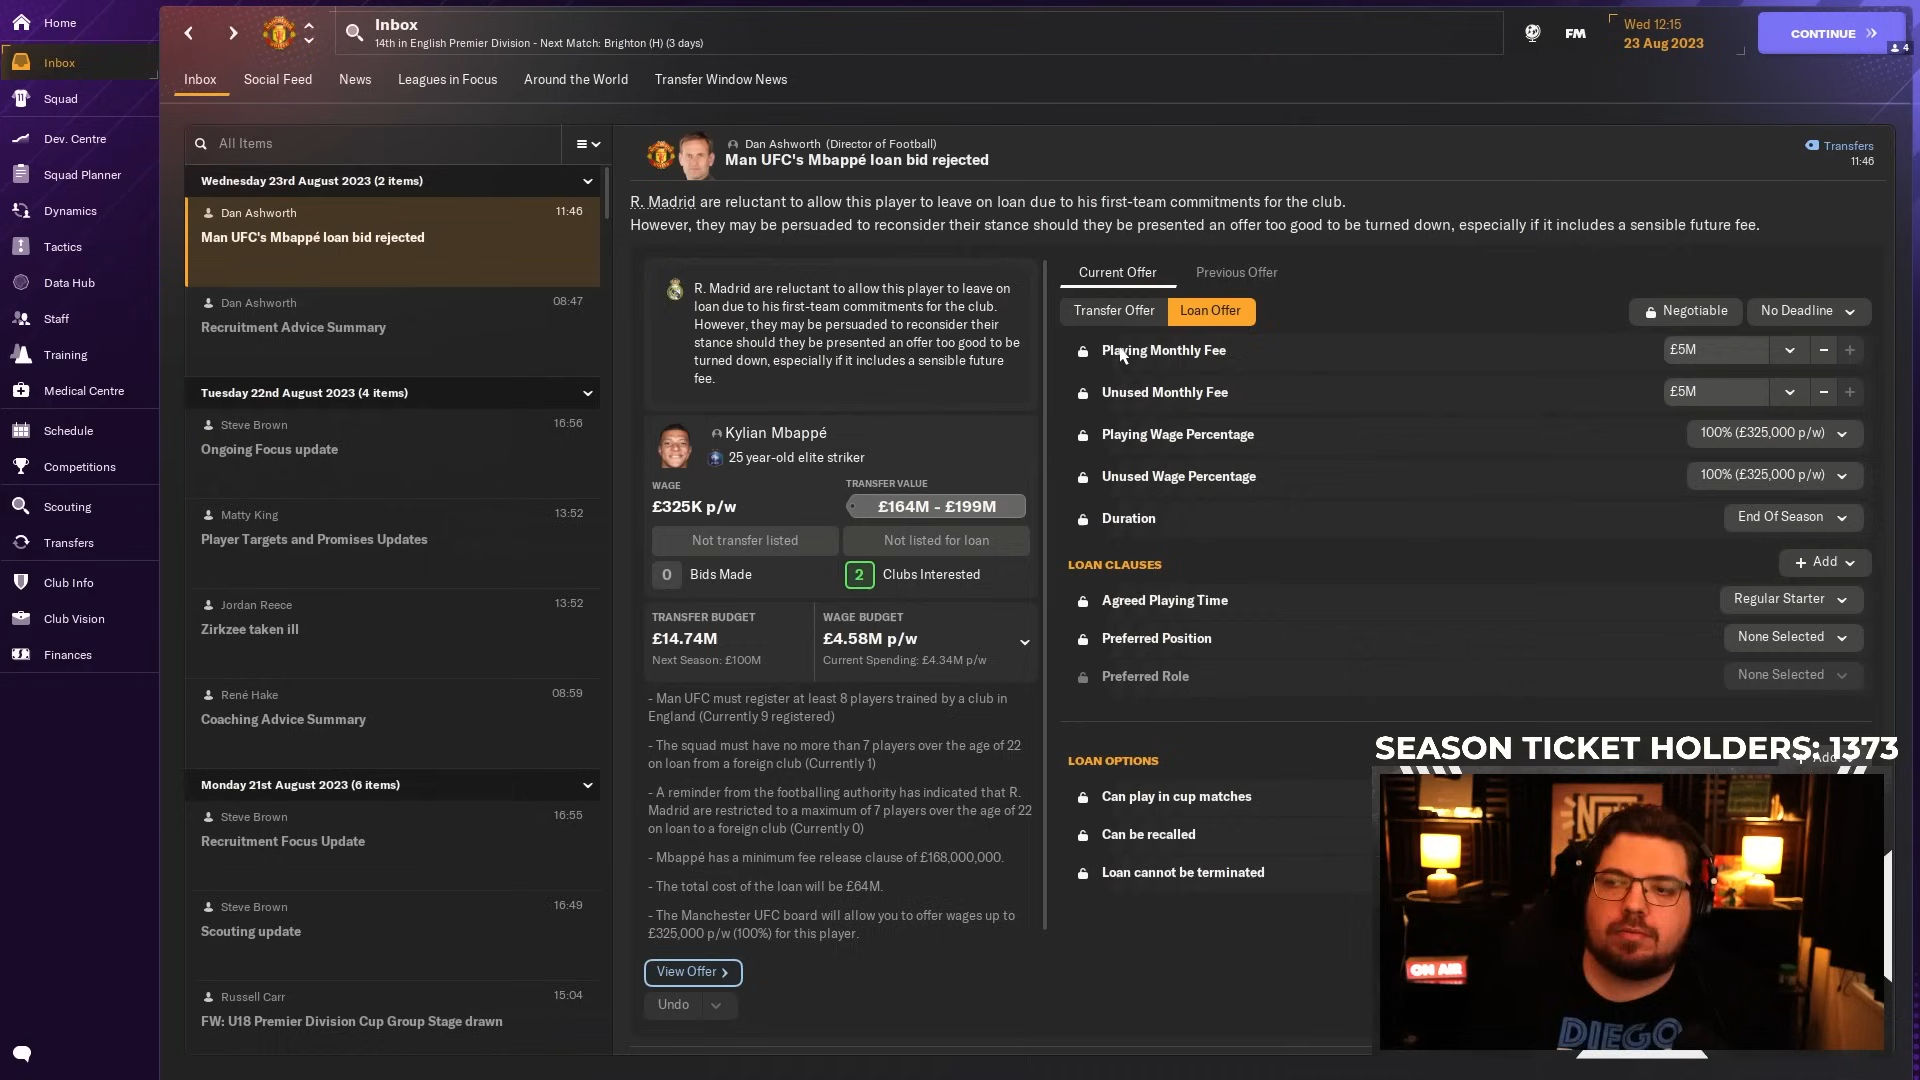 Home
Inbox
Squad
Dev. Centre
Squad Planner
Dynamics
Tactics
Data Hub
Staff
Training
Medical Centre
Schedule
Competitions
Scouting
Transfers
Club Info
Club Vision
Finances
Inbox
14th in English Premier Division - Next Match: Brighton (H) (3 days)
FM
Wed 12:15
23 Aug 2023
CONTINUE
4
Inbox
Social Feed
News
Leagues in Focus
Around the World
Transfer Window News
All Items
Wednesday 23rd August 2023 (2 items)
Dan Ashworth 11:46
Man UFC's Mbappé loan bid rejected
Dan Ashworth 08:47
Recruitment Advice Summary
Tuesday 22nd August 2023 (4 items)
Steve Brown 16:56
Ongoing Focus update
Matty King 13:52
Player Targets and Promises Updates
Jordan Reece 13:52
Zirkzee taken ill
René Hake 08:59
Coaching Advice Summary
Monday 21st August 2023 (6 items)
Steve Brown 16:55
Recruitment Focus Update
Steve Brown 16:49
Scouting update
Russell Carr 15:04
FW: U18 Premier Division Cup Group Stage drawn
Dan Ashworth (Director of Football)
Man UFC's Mbappé loan bid rejected
Transfers
11:46
R. Madrid are reluctant to allow this player to leave on loan due to his first-team commitments for the club.
However, they may be persuaded to reconsider their stance should they be presented an offer too good to be turned down, especially if it includes a sensible future fee.
R. Madrid are reluctant to allow this player to leave on
loan due to his first-team commitments for the club.
However, they may be persuaded to reconsider their
stance should they be presented an offer too good to be
turned down, especially if it includes a sensible future
fee.
Kylian Mbappé
25 year-old elite striker
WAGE
£325K p/w
TRANSFER VALUE
£164M - £199M
Not transfer listed
Not listed for loan
0 Bids Made
2 Clubs Interested
TRANSFER BUDGET
£14.74M
Next Season: £100M
WAGE BUDGET
£4.58M p/w
Current Spending: £4.34M p/w
- Man UFC must register at least 8 players trained by a club in
England (Currently 9 registered)
- The squad must have no more than 7 players over the age of 22
on loan from a foreign club (Currently 1)
- A reminder from the footballing authority has indicated that R.
Madrid are restricted to a maximum of 7 players over the age of 22
on loan to a foreign club (Currently 0)
- Mbappé has a minimum fee release clause of £168,000,000.
- The total cost of the loan will be £64M.
- The Manchester UFC board will allow you to offer wages up to
£325,000 p/w (100%) for this player.
View Offer
Undo
Current Offer
Previous Offer
Transfer Offer
Loan Offer
Negotiable
No Deadline
Playing Monthly Fee £5M
Unused Monthly Fee £5M
Playing Wage Percentage 100% (£325,000 p/w)
Unused Wage Percentage 100% (£325,000 p/w)
Duration End Of Season
LOAN CLAUSES
Add
Agreed Playing Time Regular Starter
Preferred Position None Selected
Preferred Role None Selected
SEASON TICKET HOLDERS: 1373
LOAN OPTIONS
Add
Can play in cup matches
Can be recalled
Loan cannot be terminated
ON AIR
DIEGO